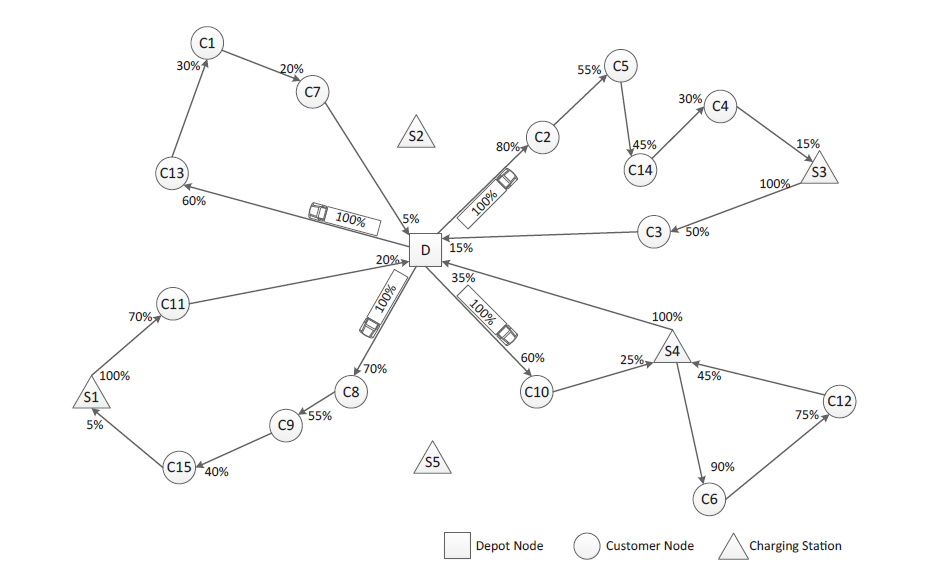 C1
30%
20%
C7
C5
55%
C4
30%
S2
C2
80%
45%
C14
15%
S3
C13
60%
100%
100%
100%
5%
C3
50%
D
15%
20%
35%
C11
70%
100%
100%
100%
S4
60%
25%
45%
100%
S1
5%
70%
C8
C10
C12
75%
55%
C9
C15
40%
S5
90%
C6
Depot Node
Customer Node
Charging Station